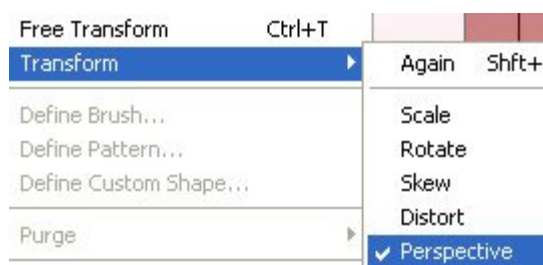 Free Transform Ctrl+T
Transform
Define Brush...
Define Pattern...
Define Custom Shape...
Purge
Again Shft+
Scale
Rotate
Skew
Distort
Perspective